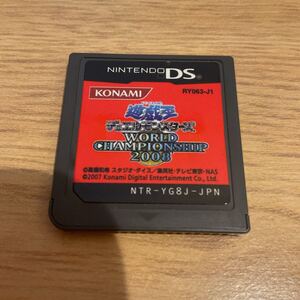 NINTENDO DS
KONAMI
RY063-J1
遊戯王
デュエルモンスターズ
WORLD
CHAMPIONSHIP
2008
©高橋和希 スタジオ・ダイス/集英社・テレビ東京・NAS
©2007 Konami Digital Entertainment Co., Ltd.
NTR-YG8J-JPN